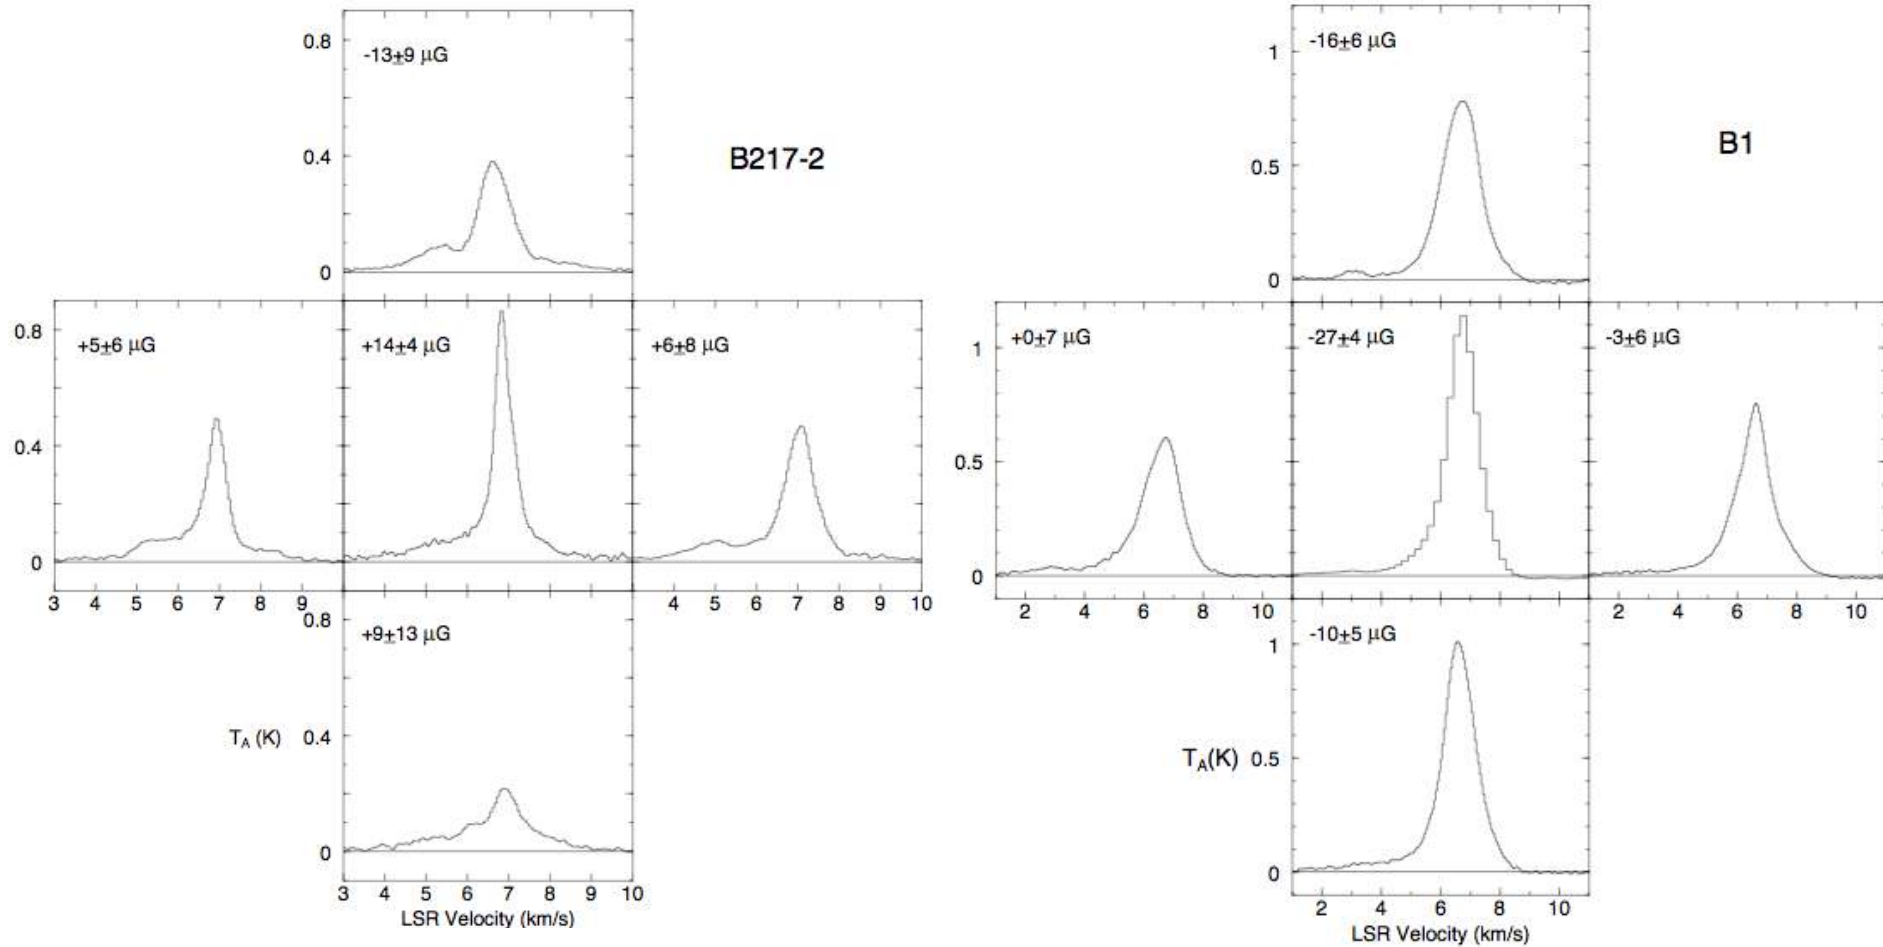 0.8
-13±9 μG
0.4
0
B217-2
0.8
+5±6 μG
+14±4 μG
+6±8 μG
0.4
0
3 4 5 6 7 8 9
4 5 6 7 8 9 10
0.8
+9±13 μG
T_A (K) 0.4
0
3 4 5 6 7 8 9 10
LSR Velocity (km/s)
1
-16±6 μG
0.5
0
B1
1
+0±7 μG
-27±4 μG
-3±6 μG
0.5
0
2 4 6 8 10
2 4 6 8 10
1
-10±5 μG
T_A(K) 0.5
0
2 4 6 8 10
LSR Velocity (km/s)